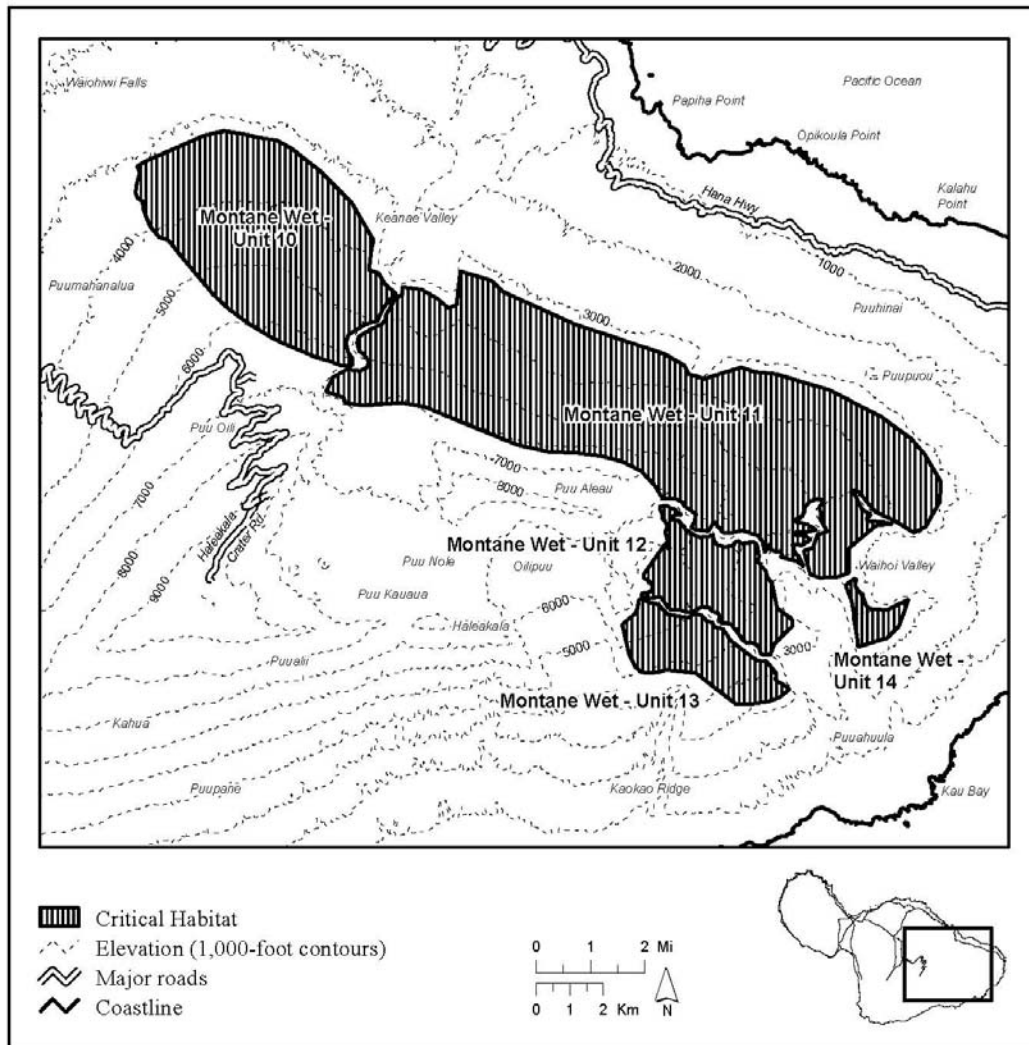 Waiohiwi Falls
Pacific Ocean
Papiha Point
Opikoula Point
Kalahu
Point
Hana Hwy
Montane Wet -
Unit 10
Keanae Valley
4000
2000
1000
Puumahanalua
5000
Puuhinai
3000
6000
Puupuou
Puu Oili
Montane Wet - Unit 11
7000
7000
8000
Puu Aleau
Haleakala
Crater Rd.
8000
9000
Montane Wet - Unit 12
Puu Nole
Oilipuu
Waihoi Valley
Puu Kauaua
6000
Haleakala
5000
3000
Puualii
Montane Wet -
Unit 14
Montane Wet - Unit 13
Kahua
Puuahuula
Puupane
Kaokao Ridge
Kau Bay
Critical Habitat
Elevation (1,000-foot contours)
Major roads
Coastline
0 1 2 Mi
0 1 2 Km
N